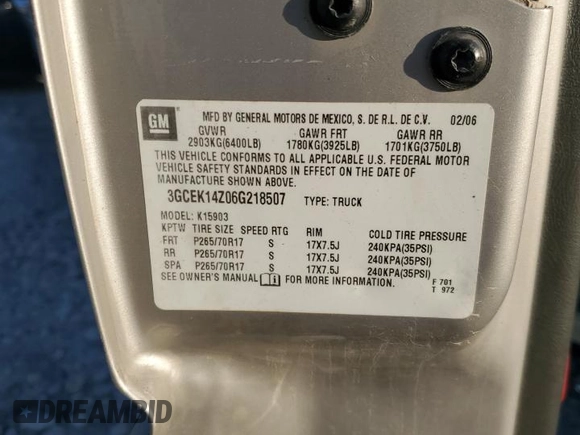 GM
MFD BY GENERAL MOTORS DE MEXICO, S. DE R.L. DE C.V. 02/06
GVWR GAWR FRT GAWR RR
2903KG(6400LB) 1780KG(3925LB) 1701KG(3750LB)
THIS VEHICLE CONFORMS TO ALL APPLICABLE U.S. FEDERAL MOTOR
VEHICLE SAFETY STANDARDS IN EFFECT ON THE DATE OF
MANUFACTURE SHOWN ABOVE.
3GCEK14Z06G218507 TYPE: TRUCK
MODEL: K15903
KPTW TIRE SIZE SPEED RTG RIM COLD TIRE PRESSURE
FRT P265/70R17 S 17X7.5J 240KPA(35PSI)
RR P265/70R17 S 17X7.5J 240KPA(35PSI)
SPA P265/70R17 S 17X7.5J 240KPA(35PSI)
SEE OWNER'S MANUAL FOR MORE INFORMATION.
F 701
T 972
DREAMBID